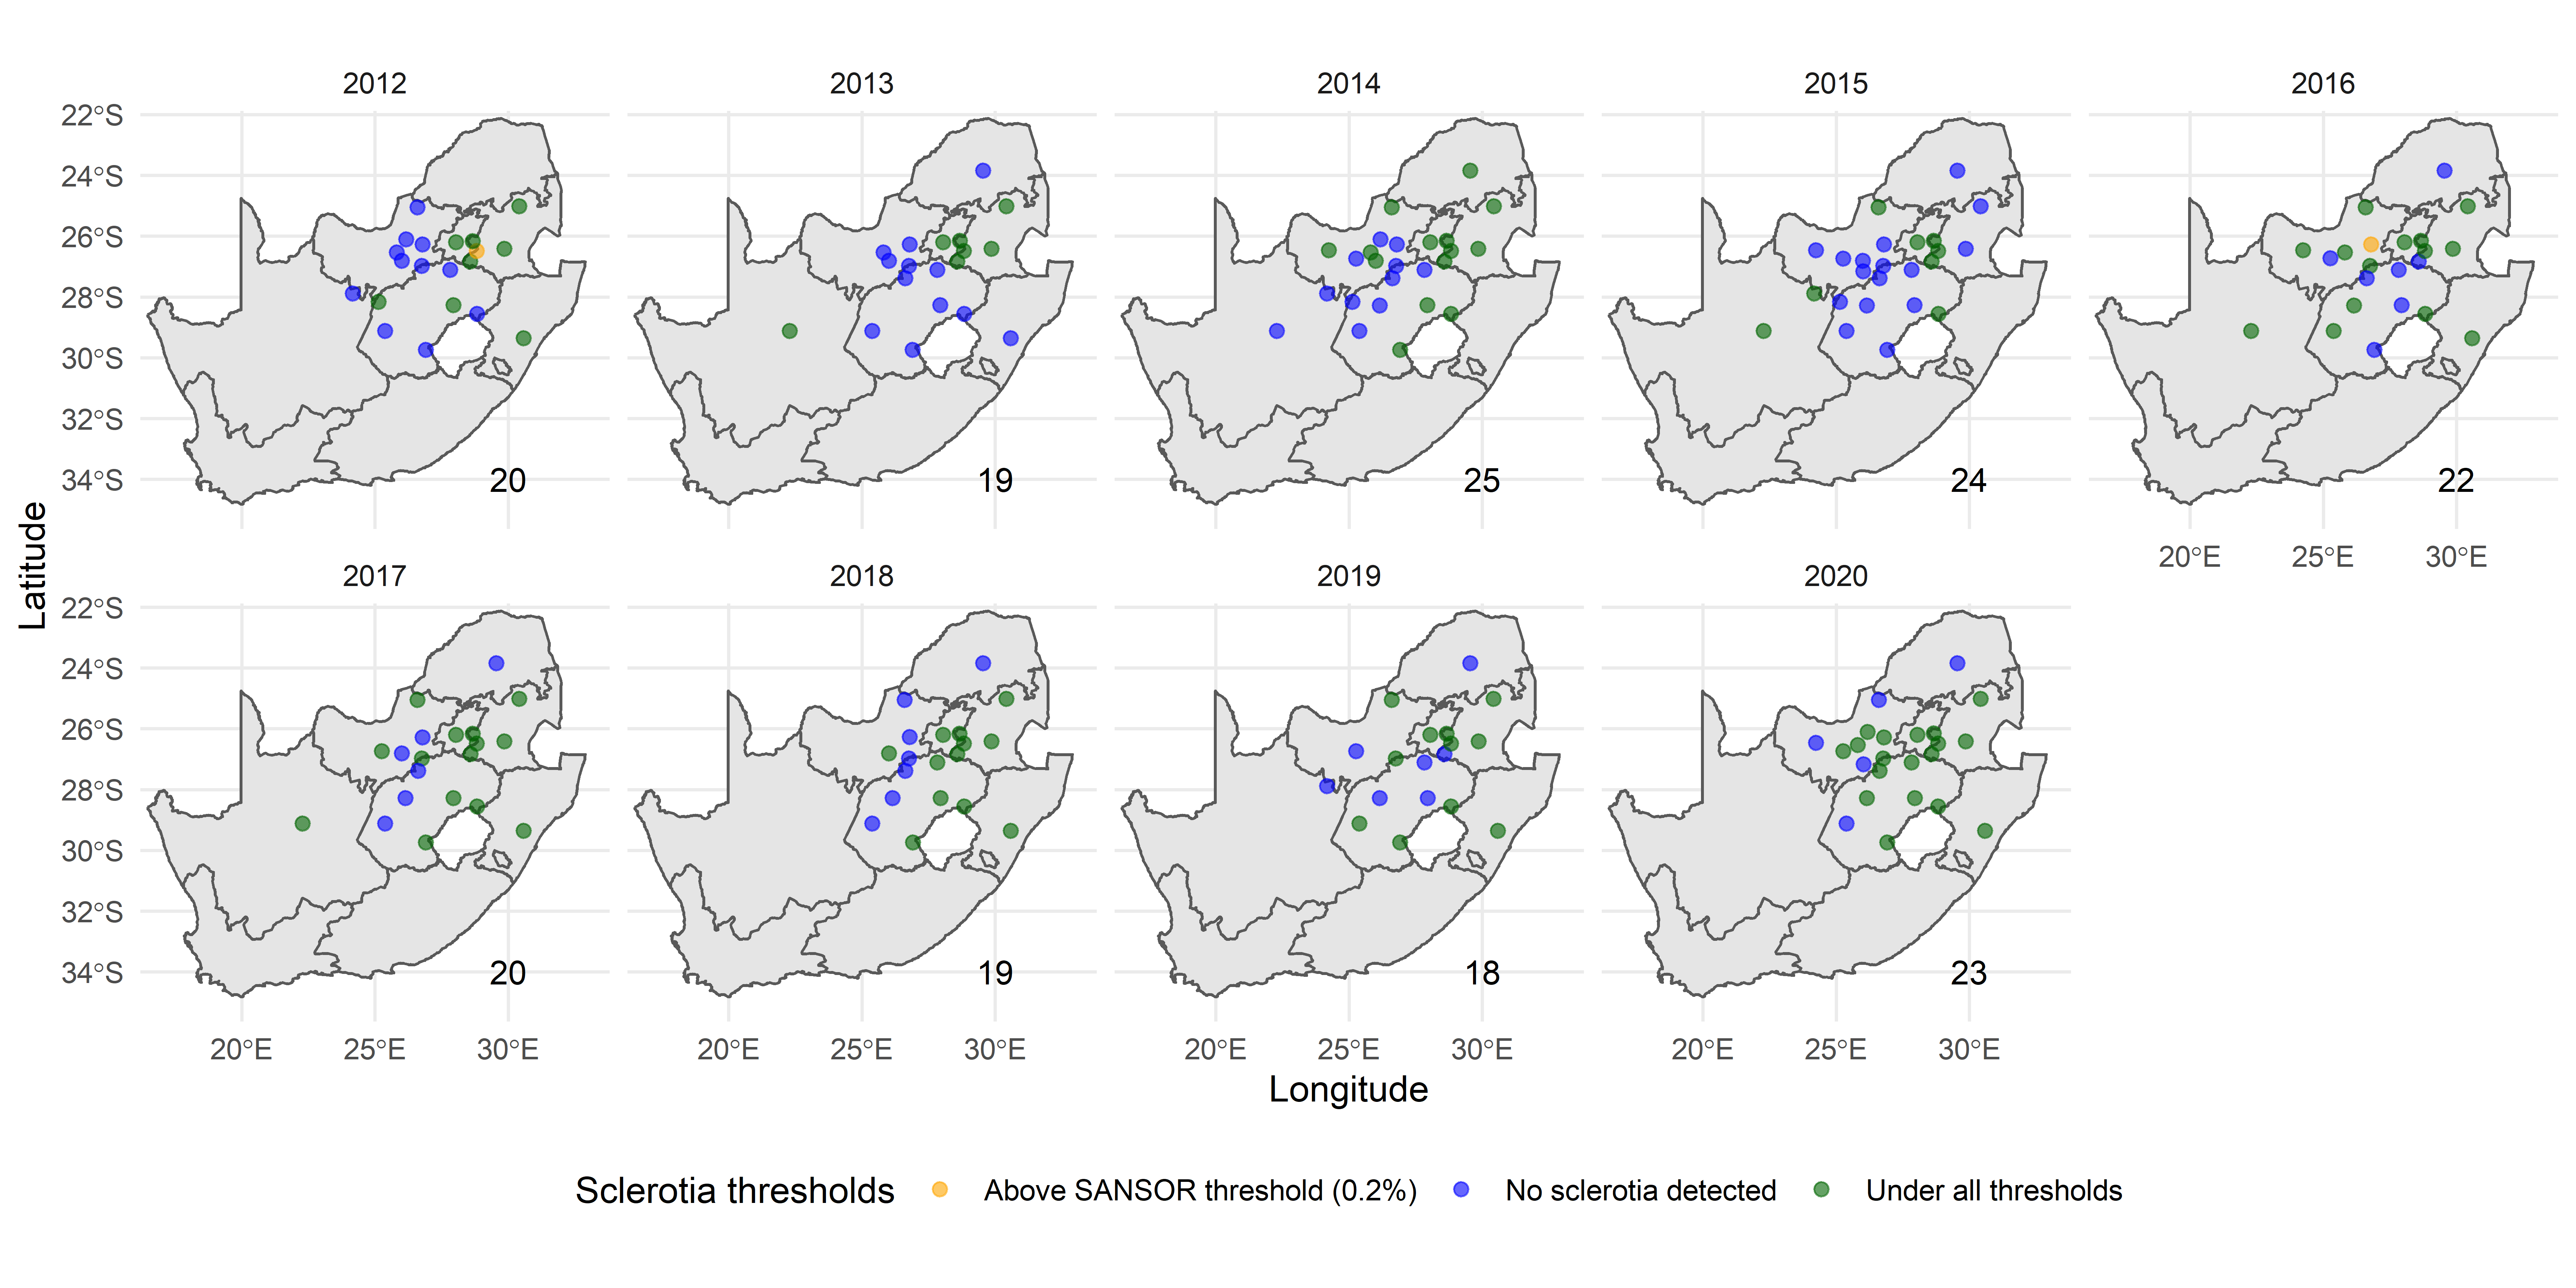 2012 2013 2014 2015 2016
22°S
24°S
26°S
28°S
30°S
32°S
34°S
20 19 25 24 22
20°E 25°E 30°E
2017 2018 2019 2020
22°S
24°S
26°S
28°S
30°S
32°S
34°S
20 19 18 23
20°E 25°E 30°E 20°E 25°E 30°E 20°E 25°E 30°E 20°E 25°E 30°E
Latitude
Longitude
Sclerotia thresholds Above SANSOR threshold (0.2%) No sclerotia detected Under all thresholds